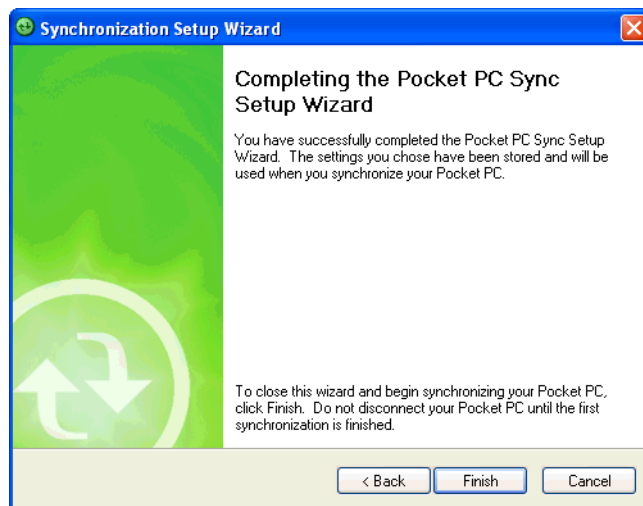 Synchronization Setup Wizard
Completing the Pocket PC Sync
Setup Wizard
You have successfully completed the Pocket PC Sync Setup
Wizard. The settings you chose have been stored and will be
used when you synchronize your Pocket PC.
To close this wizard and begin synchronizing your Pocket PC,
click Finish. Do not disconnect your Pocket PC until the first
synchronization is finished.
< Back Finish Cancel